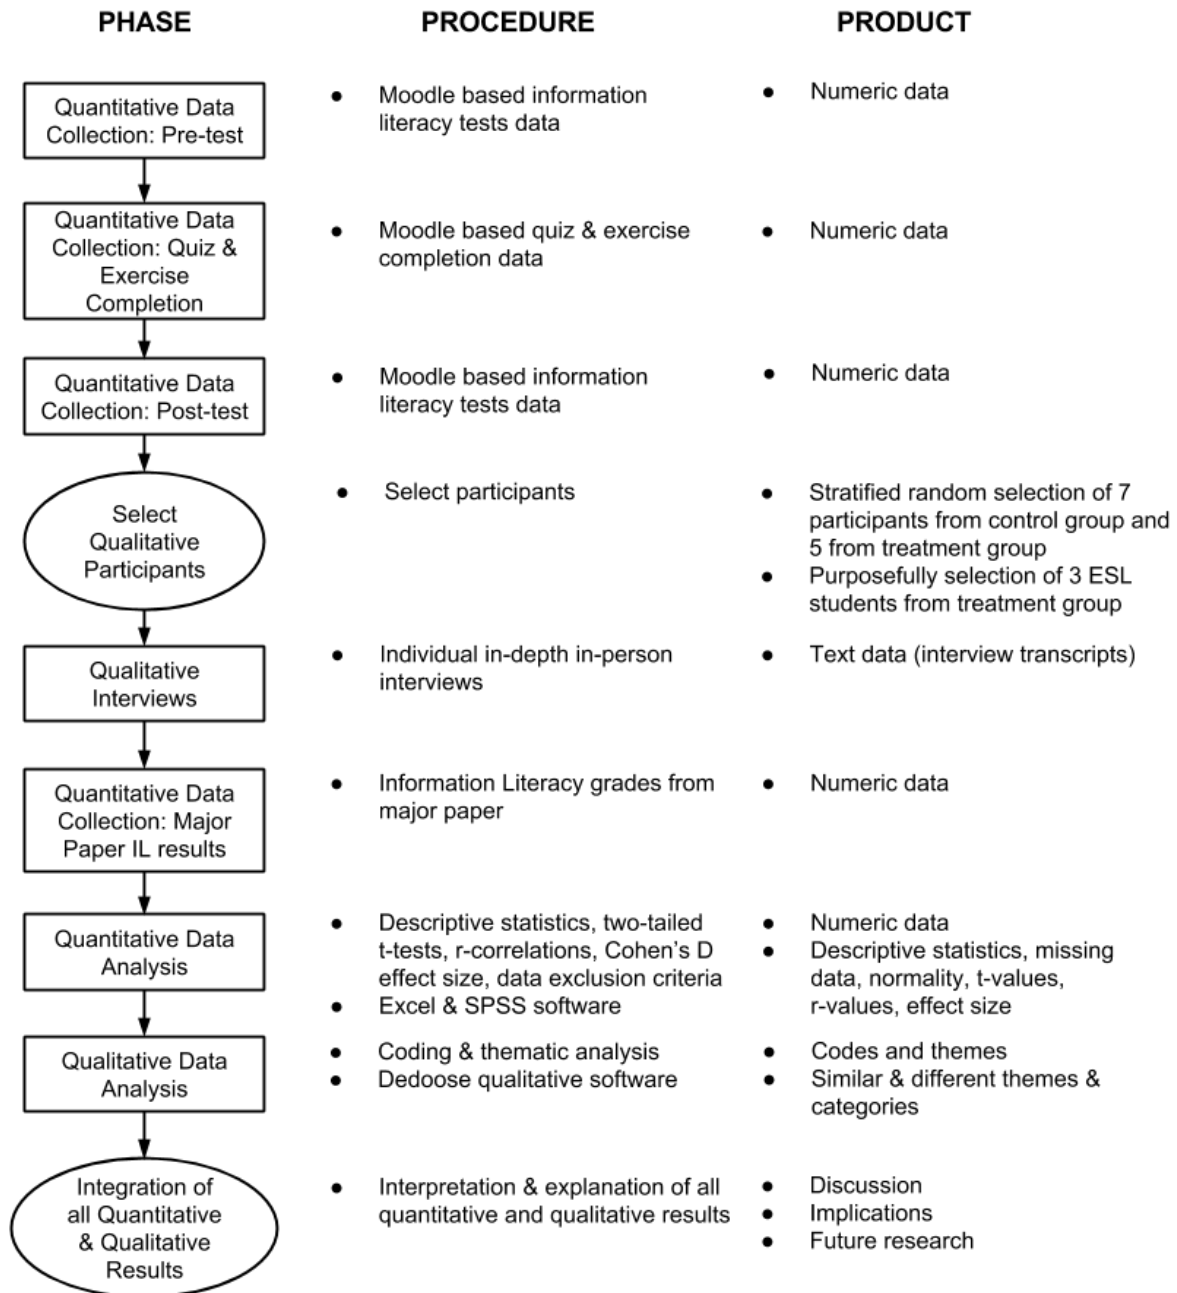 PHASE PROCEDURE PRODUCT
Quantitative Data
Collection: Pre-test
● Moodle based information
literacy tests data
● Numeric data
Quantitative Data
Collection: Quiz &
Exercise
Completion
● Moodle based quiz & exercise
completion data
● Numeric data
Quantitative Data
Collection: Post-test
● Moodle based information
literacy tests data
● Numeric data
Select
Qualitative
Participants
● Select participants
● Stratified random selection of 7
participants from control group and
5 from treatment group
● Purposefully selection of 3 ESL
students from treatment group
Qualitative
Interviews
● Individual in-depth in-person
interviews
● Text data (interview transcripts)
Quantitative Data
Collection: Major
Paper IL results
● Information Literacy grades from
major paper
● Numeric data
Quantitative Data
Analysis
● Descriptive statistics, two-tailed
t-tests, r-correlations, Cohen's D
effect size, data exclusion criteria
● Excel & SPSS software
● Numeric data
● Descriptive statistics, missing
data, normality, t-values,
r-values, effect size
Qualitative Data
Analysis
● Coding & thematic analysis
● Dedoose qualitative software
● Codes and themes
● Similar & different themes &
categories
Integration of
all Quantitative
& Qualitative
Results
● Interpretation & explanation of all
quantitative and qualitative results
● Discussion
● Implications
● Future research